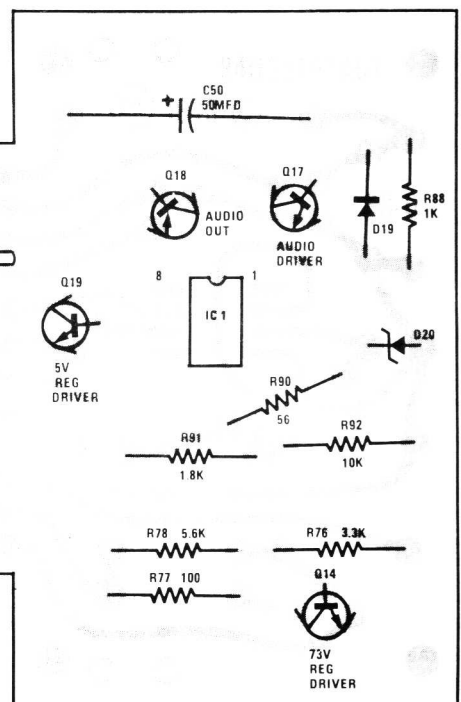 C50
+ 50MFD
Q18
Q17
AUDIO
OUT
AUDIO
DRIVER
D19
R88
1K
Q19
8
1
IC1
5V
REG
DRIVER
D20
R90
56
R91
1.8K
R92
10K
R78 5.6K
R76 3.3K
R77 100
Q14
73V
REG
DRIVER